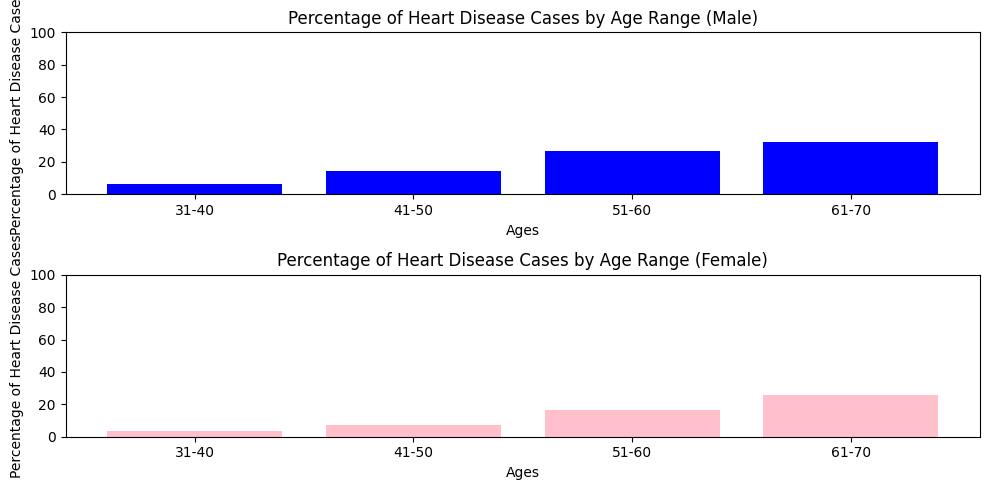 Percentage of Heart Disease Cases by Age Range (Male)
Percentage of Heart Disease Case
100
80
60
40
20
0
31-40 41-50 51-60 61-70
Ages
Percentage of Heart Disease Cases by Age Range (Female)
Percentage of Heart Disease Cases
100
80
60
40
20
0
31-40 41-50 51-60 61-70
Ages